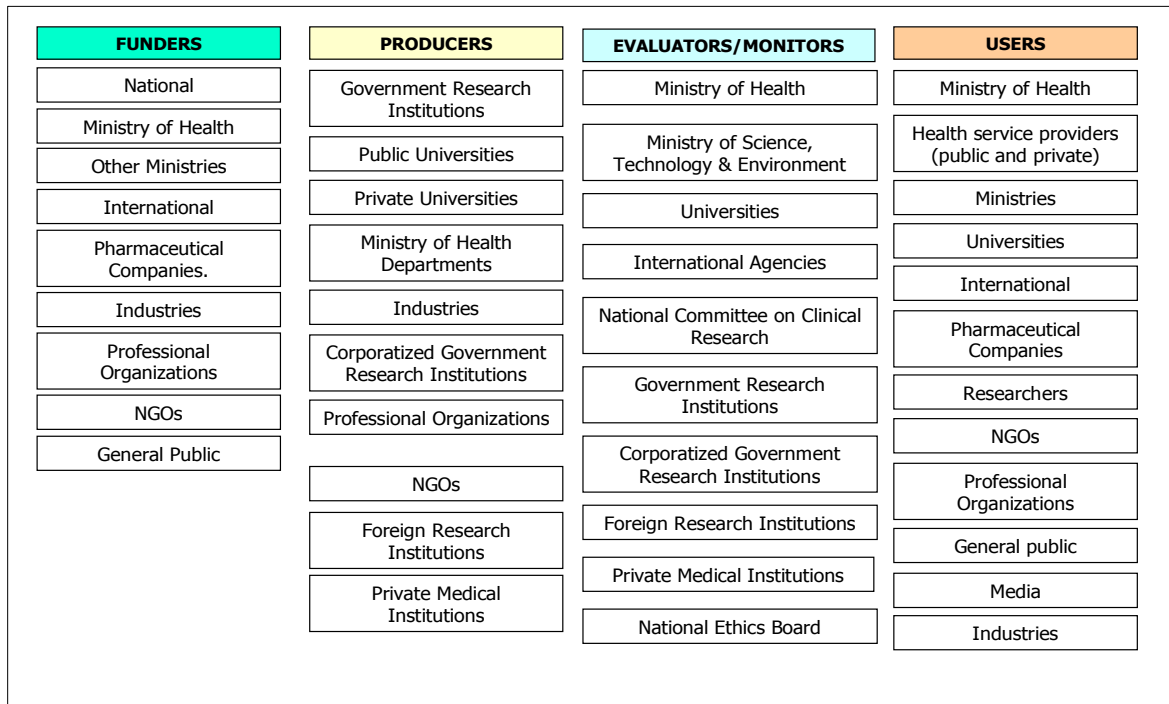 FUNDERS
National
Ministry of Health
Other Ministries
International
Pharmaceutical
Companies.
Industries
Professional
Organizations
NGOs
General Public
PRODUCERS
Government Research
Institutions
Public Universities
Private Universities
Ministry of Health
Departments
Industries
Corporatized Government
Research Institutions
Professional Organizations
NGOs
Foreign Research
Institutions
Private Medical
Institutions
EVALUATORS/MONITORS
Ministry of Health
Ministry of Science,
Technology & Environment
Universities
International Agencies
National Committee on Clinical
Research
Government Research
Institutions
Corporatized Government
Research Institutions
Foreign Research Institutions
Private Medical Institutions
National Ethics Board
USERS
Ministry of Health
Health service providers
(public and private)
Ministries
Universities
International
Pharmaceutical
Companies
Researchers
NGOs
Professional
Organizations
General public
Media
Industries